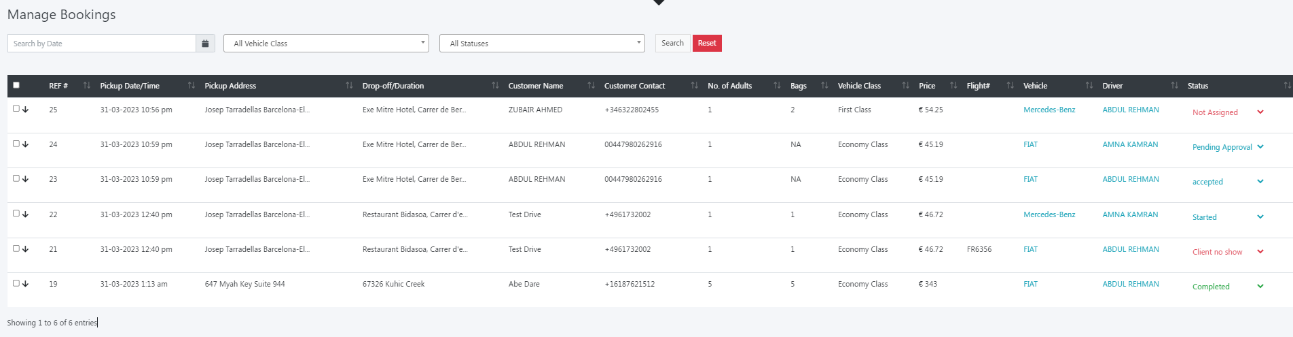 Manage Bookings
Search by Date All Vehicle Class All Statuses Search Reset
REF # Pickup Date/Time Pickup Address Drop-off/Duration Customer Name Customer Contact No. of Adults Bags Vehicle Class Price Flight# Vehicle Driver Status
25 31-03-2023 10:56 pm Josep Tarradellas Barcelona-El... Exe Mitre Hotel, Carrer de Ber... ZUBAIR AHMED +346322802455 1 2 First Class € 54.25 Mercedes-Benz ABDUL REHMAN Not Assigned
24 31-03-2023 10:59 pm Josep Tarradellas Barcelona-El... Exe Mitre Hotel, Carrer de Ber... ABDUL REHMAN 00447980262916 1 NA Economy Class € 45.19 FIAT AMNA KAMRAN Pending Approval
23 31-03-2023 10:59 pm Josep Tarradellas Barcelona-El... Exe Mitre Hotel, Carrer de Ber... ABDUL REHMAN 00447980262916 1 NA Economy Class € 45.19 FIAT ABDUL REHMAN accepted
22 31-03-2023 12:40 pm Josep Tarradellas Barcelona-El... Restaurant Bidasoa, Carrer d'e... Test Drive +4961732002 1 1 Economy Class € 46.72 Mercedes-Benz AMNA KAMRAN Started
21 31-03-2023 12:40 pm Josep Tarradellas Barcelona-El... Restaurant Bidasoa, Carrer d'e... Test Drive +4961732002 1 1 Economy Class € 46.72 FR6356 FIAT ABDUL REHMAN Client no show
19 31-03-2023 1:13 am 647 Myah Key Suite 944 67326 Kuhic Creek Abe Dare +16187621512 5 5 Economy Class € 343 FIAT ABDUL REHMAN Completed
Showing 1 to 6 of 6 entries